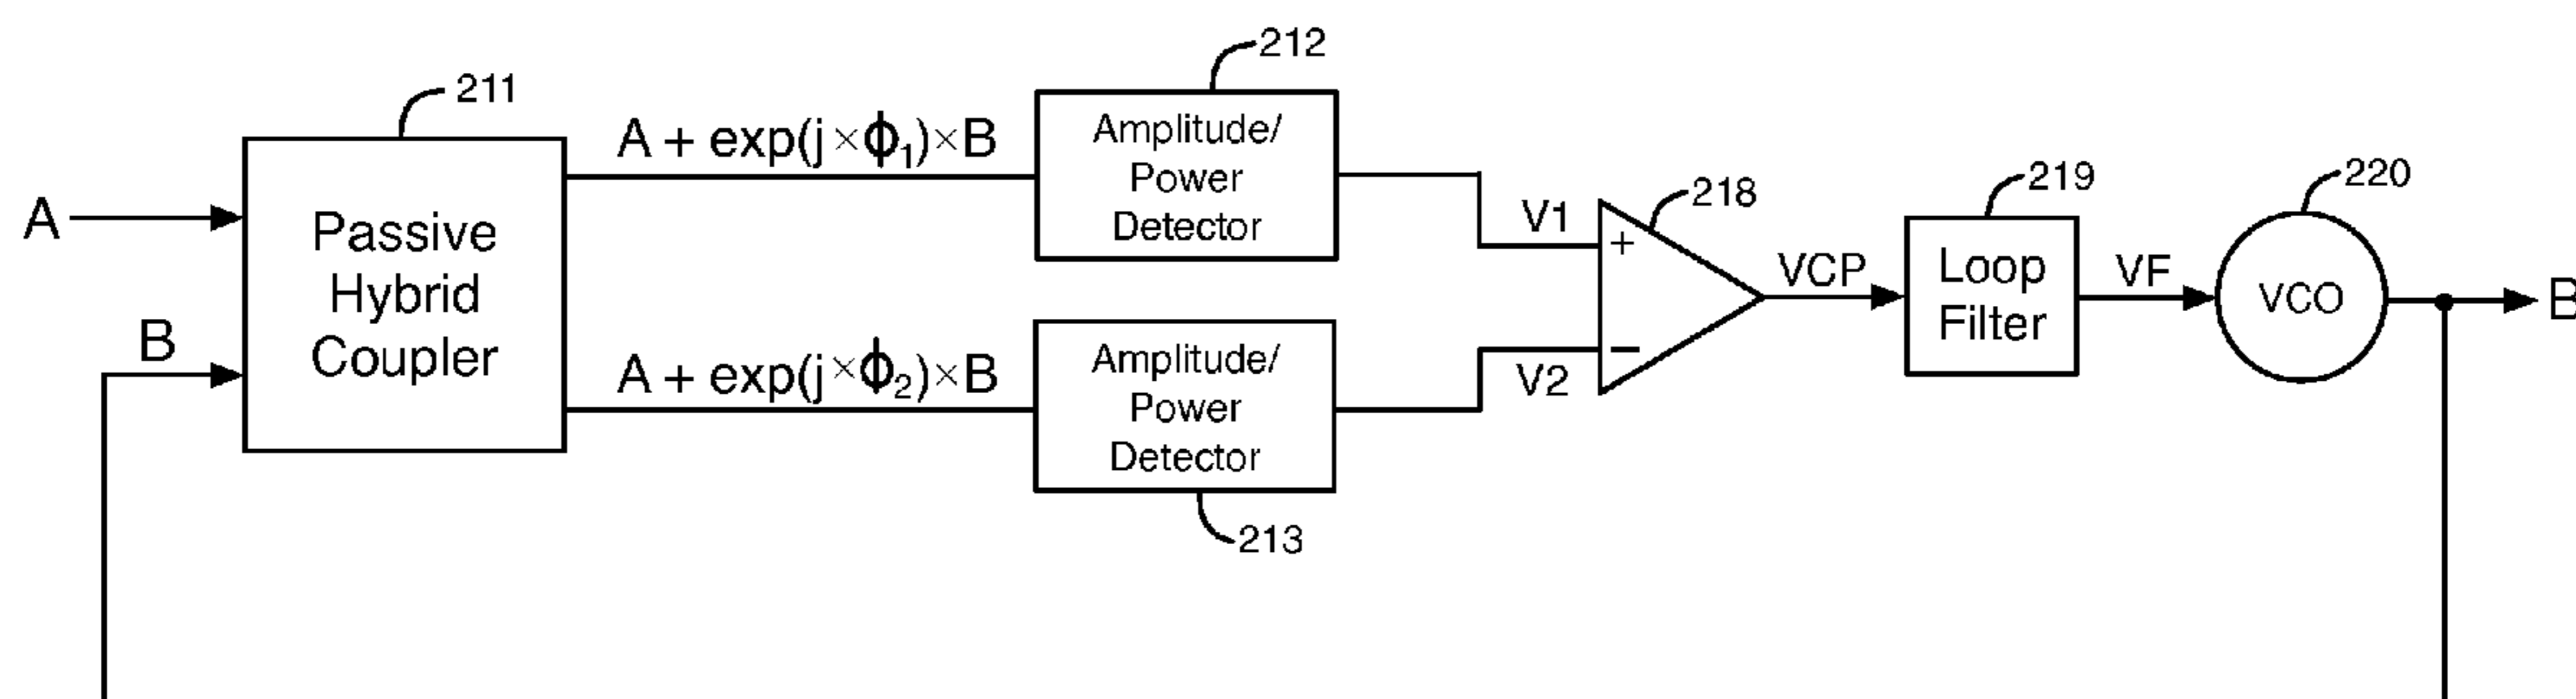 212
211
A + exp(j×ϕ₁)×B
Amplitude/
Power
Detector
A
Passive
Hybrid
Coupler
B
V1
+
218
VCP
219
Loop
Filter
VF
220
VCO
B
A + exp(j×ϕ₂)×B
Amplitude/
Power
Detector
V2
−
213